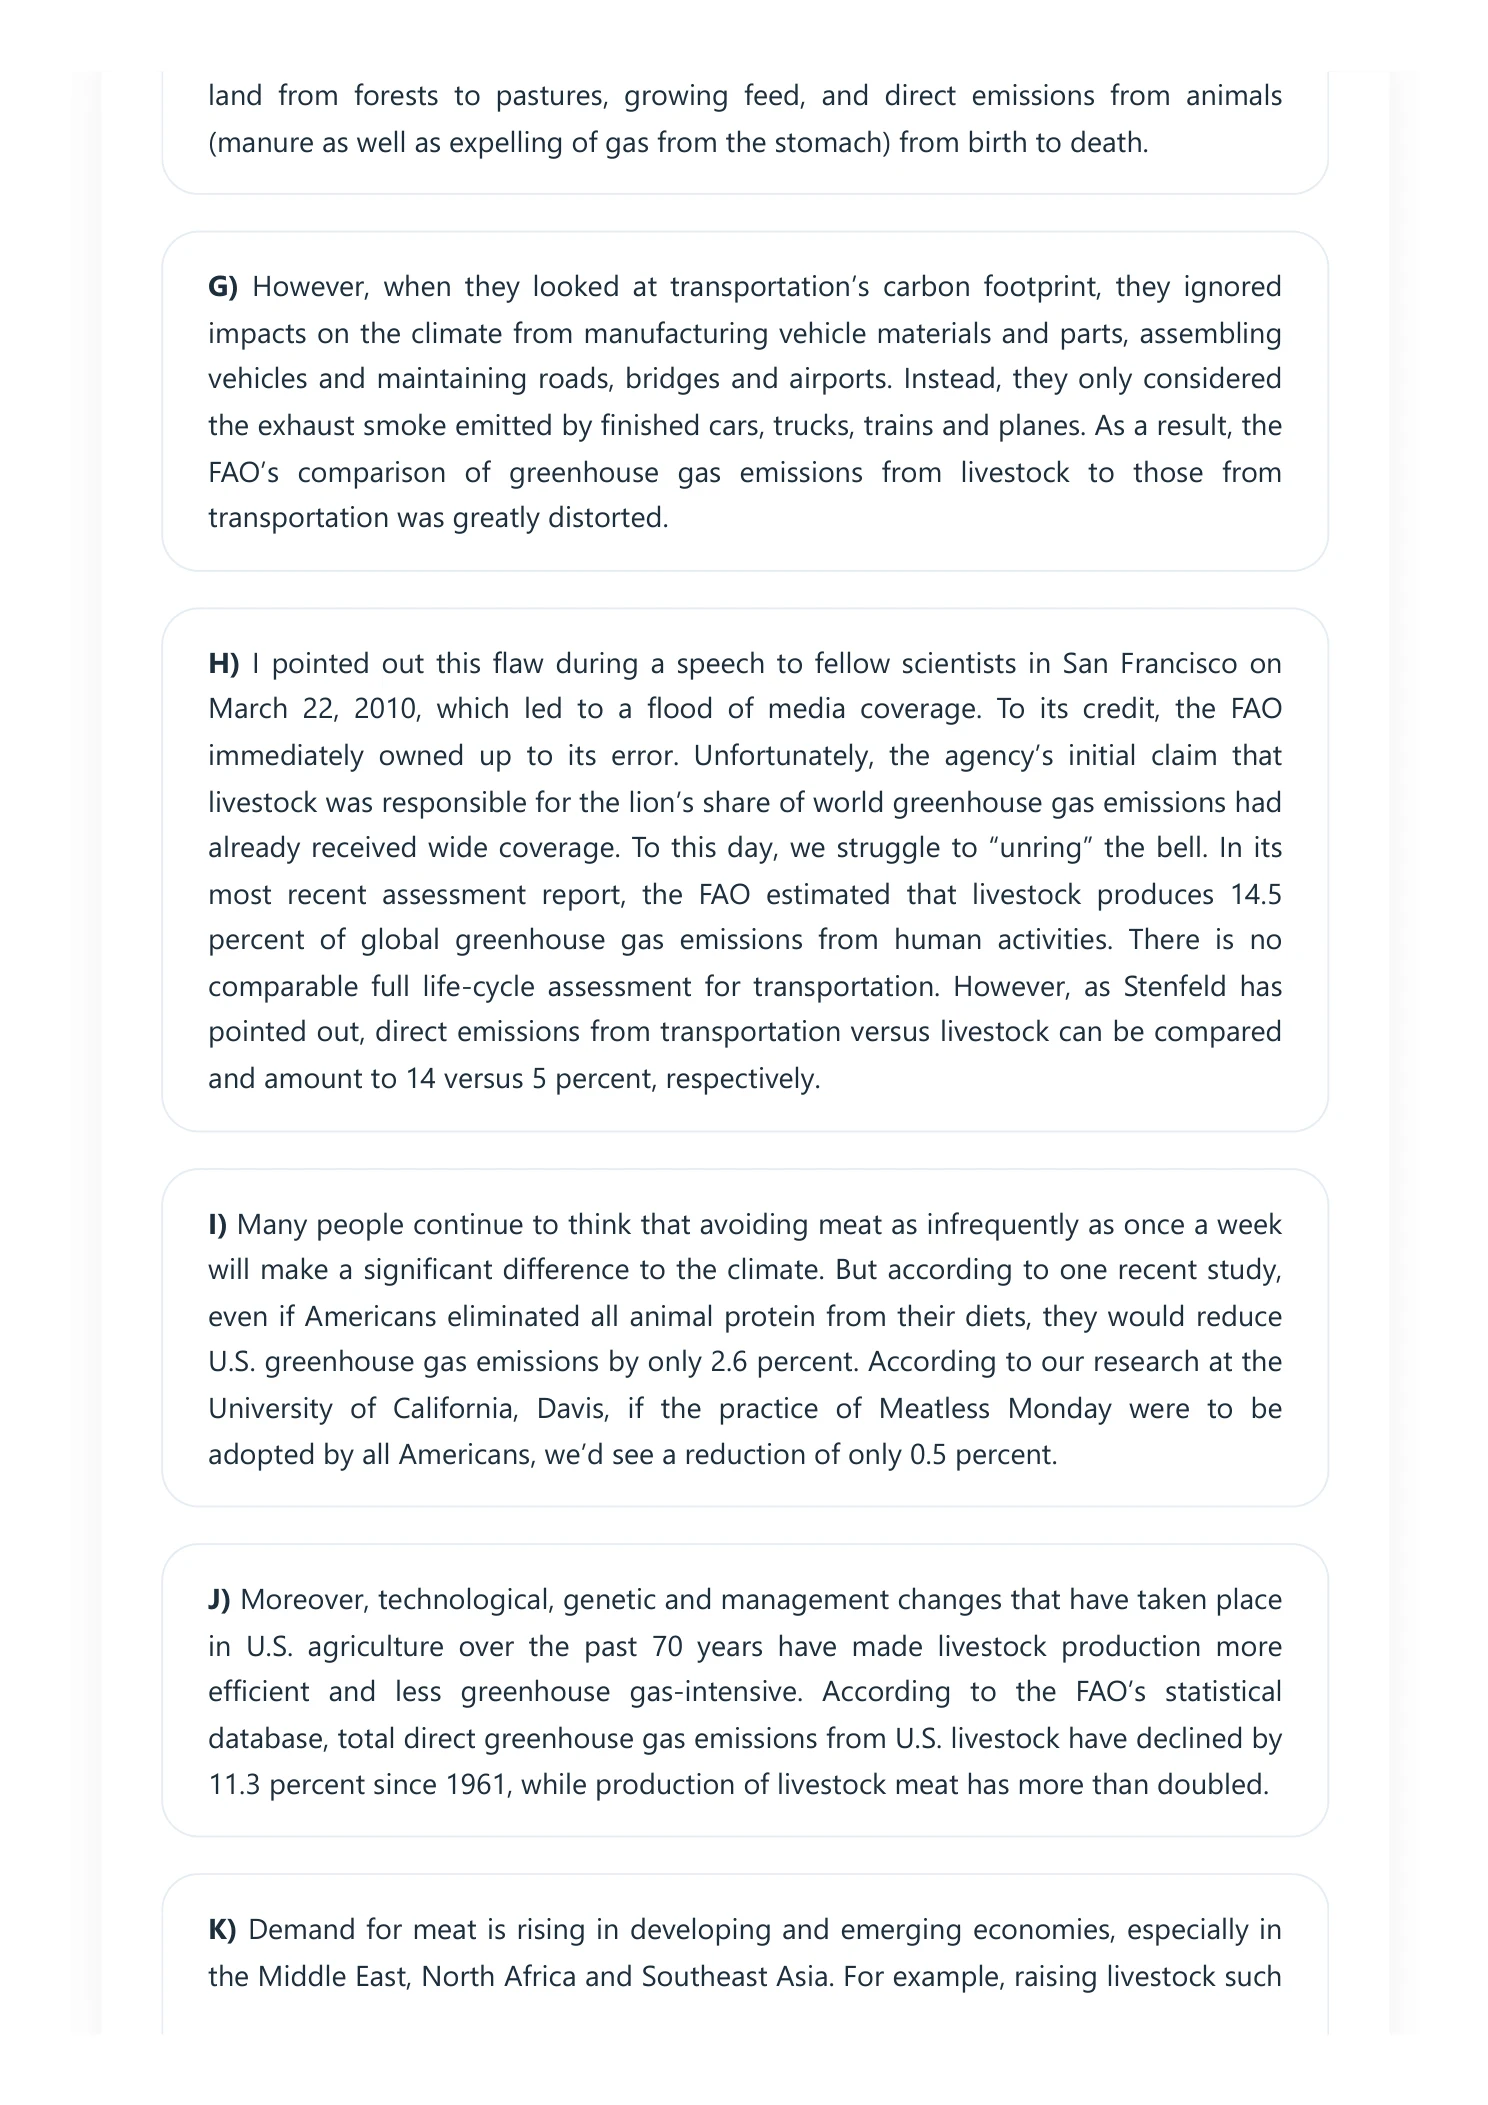 land from forests to pastures, growing feed, and direct emissions from animals
(manure as well as expelling of gas from the stomach) from birth to death.
G) However, when they looked at transportation’s carbon footprint, they ignored
impacts on the climate from manufacturing vehicle materials and parts, assembling
vehicles and maintaining roads, bridges and airports. Instead, they only considered
the exhaust smoke emitted by finished cars, trucks, trains and planes. As a result, the
FAO’s comparison of greenhouse gas emissions from livestock to those from
transportation was greatly distorted.
H) I pointed out this flaw during a speech to fellow scientists in San Francisco on
March 22, 2010, which led to a flood of media coverage. To its credit, the FAO
immediately owned up to its error. Unfortunately, the agency’s initial claim that
livestock was responsible for the lion’s share of world greenhouse gas emissions had
already received wide coverage. To this day, we struggle to “unring” the bell. In its
most recent assessment report, the FAO estimated that livestock produces 14.5
percent of global greenhouse gas emissions from human activities. There is no
comparable full life-cycle assessment for transportation. However, as Stenfeld has
pointed out, direct emissions from transportation versus livestock can be compared
and amount to 14 versus 5 percent, respectively.
I) Many people continue to think that avoiding meat as infrequently as once a week
will make a significant difference to the climate. But according to one recent study,
even if Americans eliminated all animal protein from their diets, they would reduce
U.S. greenhouse gas emissions by only 2.6 percent. According to our research at the
University of California, Davis, if the practice of Meatless Monday were to be
adopted by all Americans, we’d see a reduction of only 0.5 percent.
J) Moreover, technological, genetic and management changes that have taken place
in U.S. agriculture over the past 70 years have made livestock production more
efficient and less greenhouse gas-intensive. According to the FAO’s statistical
database, total direct greenhouse gas emissions from U.S. livestock have declined by
11.3 percent since 1961, while production of livestock meat has more than doubled.
K) Demand for meat is rising in developing and emerging economies, especially in
the Middle East, North Africa and Southeast Asia. For example, raising livestock such